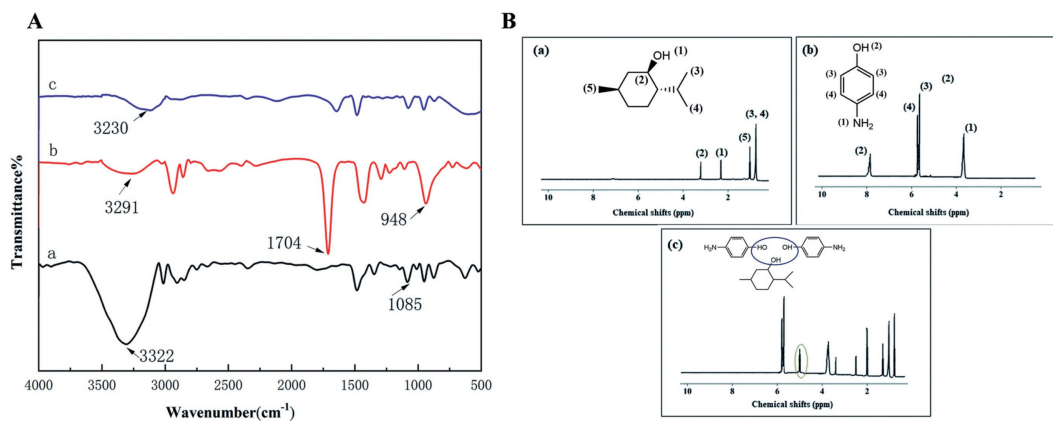 A
Transmittance%
c
3230
b
3291
1704
948
a
3322
1085
4000 3500 3000 2500 2000 1500 1000 500
Wavenumber(cm⁻¹)
B
(a)
OH (1)
(2)
(3)
(4)
(5)
(3, 4)
(5)
(2)
(1)
10 8 6 4 2
Chemical shifts (ppm)
(b)
OH (2)
(3) (3)
(4) (4)
(1) NH₂
(2)
(3)
(4)
(1)
(2)
10 8 6 4 2
Chemical shifts (ppm)
(c)
H₂N HO OH NH₂
OH
10 8 6 4 2
Chemical shifts (ppm)